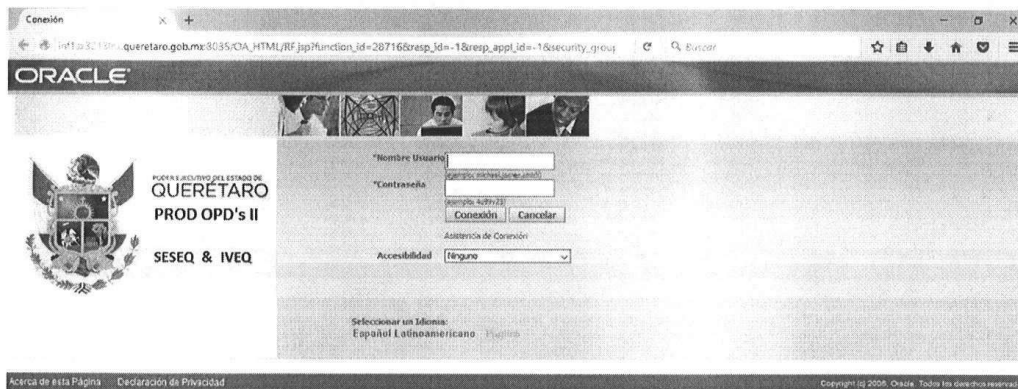 Conexión
queretaro.gob.mx:8035/OA_HTML/RF.jsp?function_id=28716&resp_id=-1&resp_appl_id=-1&security_group
Buscar
ORACLE
PODER EJECUTIVO DEL ESTADO DE
QUERÉTARO
PROD OPD's II
SESEQ & IVEQ
*Nombre Usuario
*Contraseña
Conexión Cancelar
Asistencia de Conexión
Accesibilidad Ninguno
Seleccionar un Idioma:
Español Latinoamericano
Acerca de esta Página Declaración de Privacidad
Copyright (c) 2006, Oracle. Todos los derechos reservad